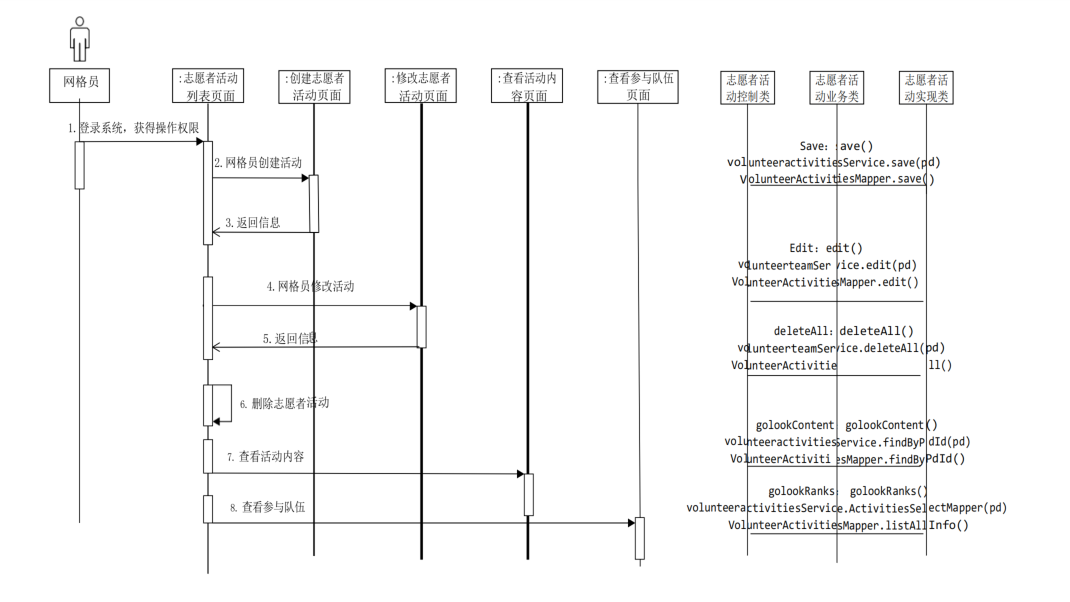 网格员
:志愿者活动
列表页面
:创建志愿者
活动页面
:修改志愿者
活动页面
:查看活动内
容页面
:查看参与队伍
页面
志愿者活
动控制类
志愿者活
动业务类
志愿者活
动实现类
1.登录系统，获得操作权限
2.网格员创建活动
3.返回信息
4.网格员修改活动
5.返回信息
6.删除志愿者活动
7.查看活动内容
8.查看参与队伍
Save: ave()
volunteeractivitiesService.save(pd)
VolunteerActivitiesMapper.save()
Edit: edit()
volunteerteamService.edit(pd)
VolunteerActivitiesMapper.edit()
deleteAll: deleteAll()
volunteerteamService.deleteAll(pd)
VolunteerActivitie ll()
golookContent golookContent()
volunteeractivitiesService.findByPdId(pd)
VolunteerActivitiesMapper.findByPdId()
golookRanks: golookRanks()
volunteeractivitiesService.ActivitiesSelectMapper(pd)
VolunteerActivitiesMapper.listAllInfo()